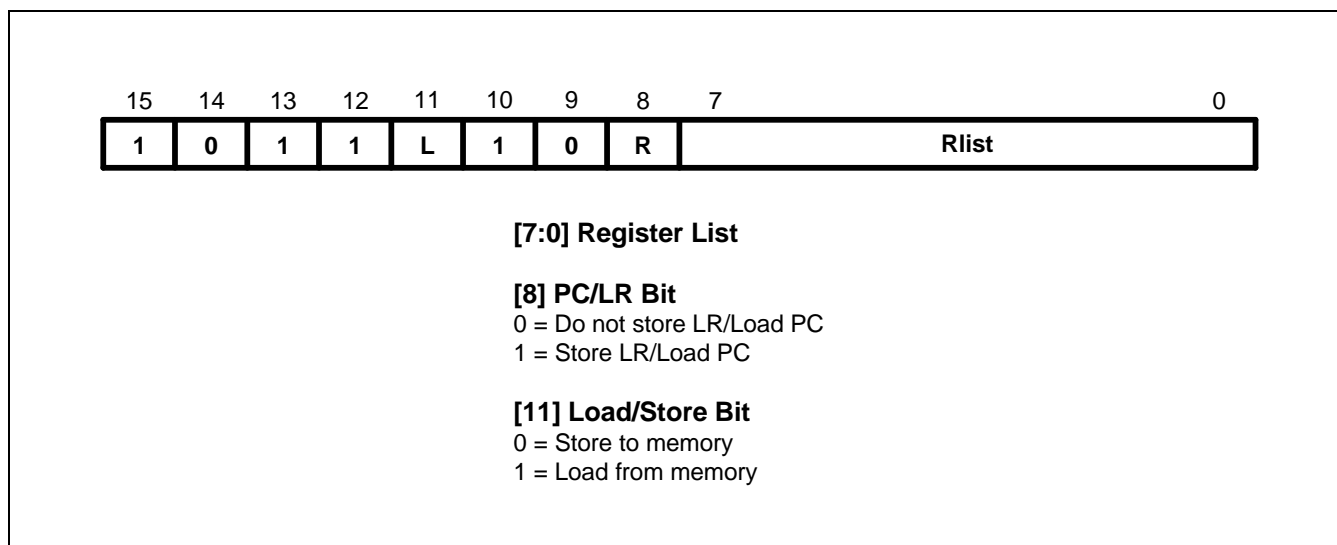 15 14 13 12 11 10 9 8 7 0
1 0 1 1 L 1 0 R Rlist
[7:0] Register List
[8] PC/LR Bit
0 = Do not store LR/Load PC
1 = Store LR/Load PC
[11] Load/Store Bit
0 = Store to memory
1 = Load from memory